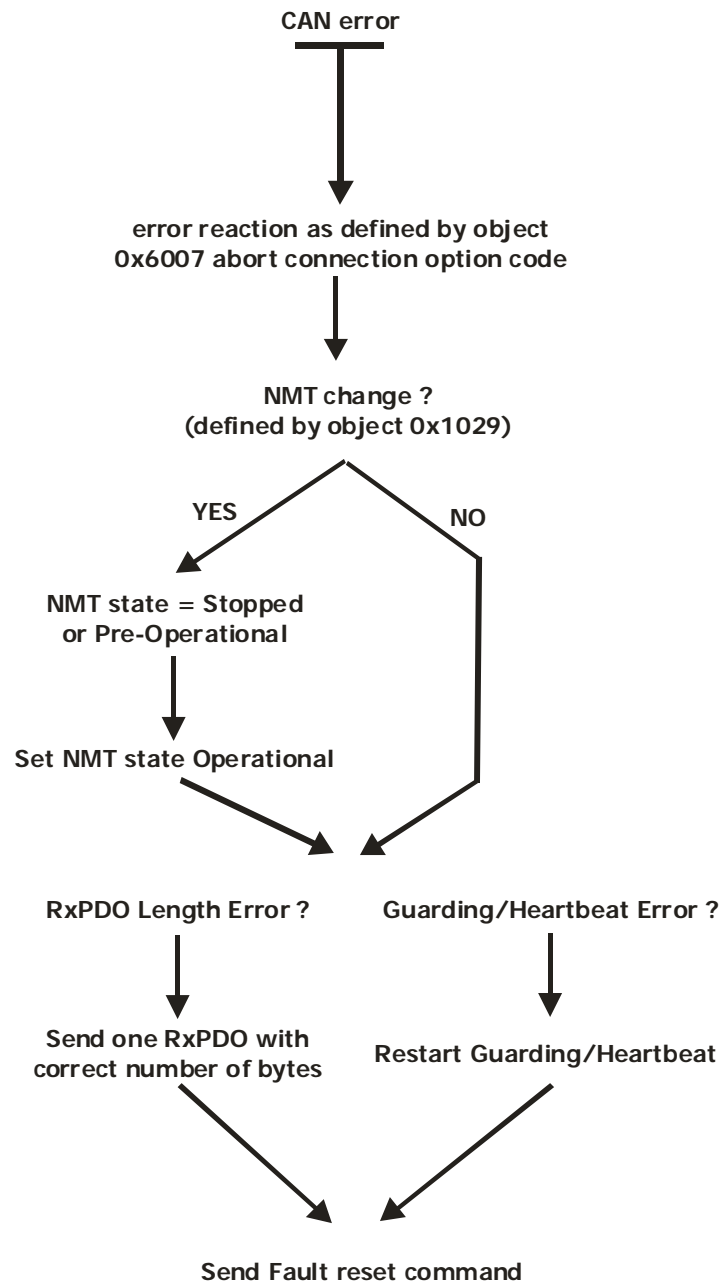 CAN error
error reaction as defined by object
0x6007 abort connection option code
NMT change ?
(defined by object 0x1029)
YES
NO
NMT state = Stopped
or Pre-Operational
Set NMT state Operational
RxPDO Length Error ?
Guarding/Heartbeat Error ?
Send one RxPDO with
correct number of bytes
Restart Guarding/Heartbeat
Send Fault reset command